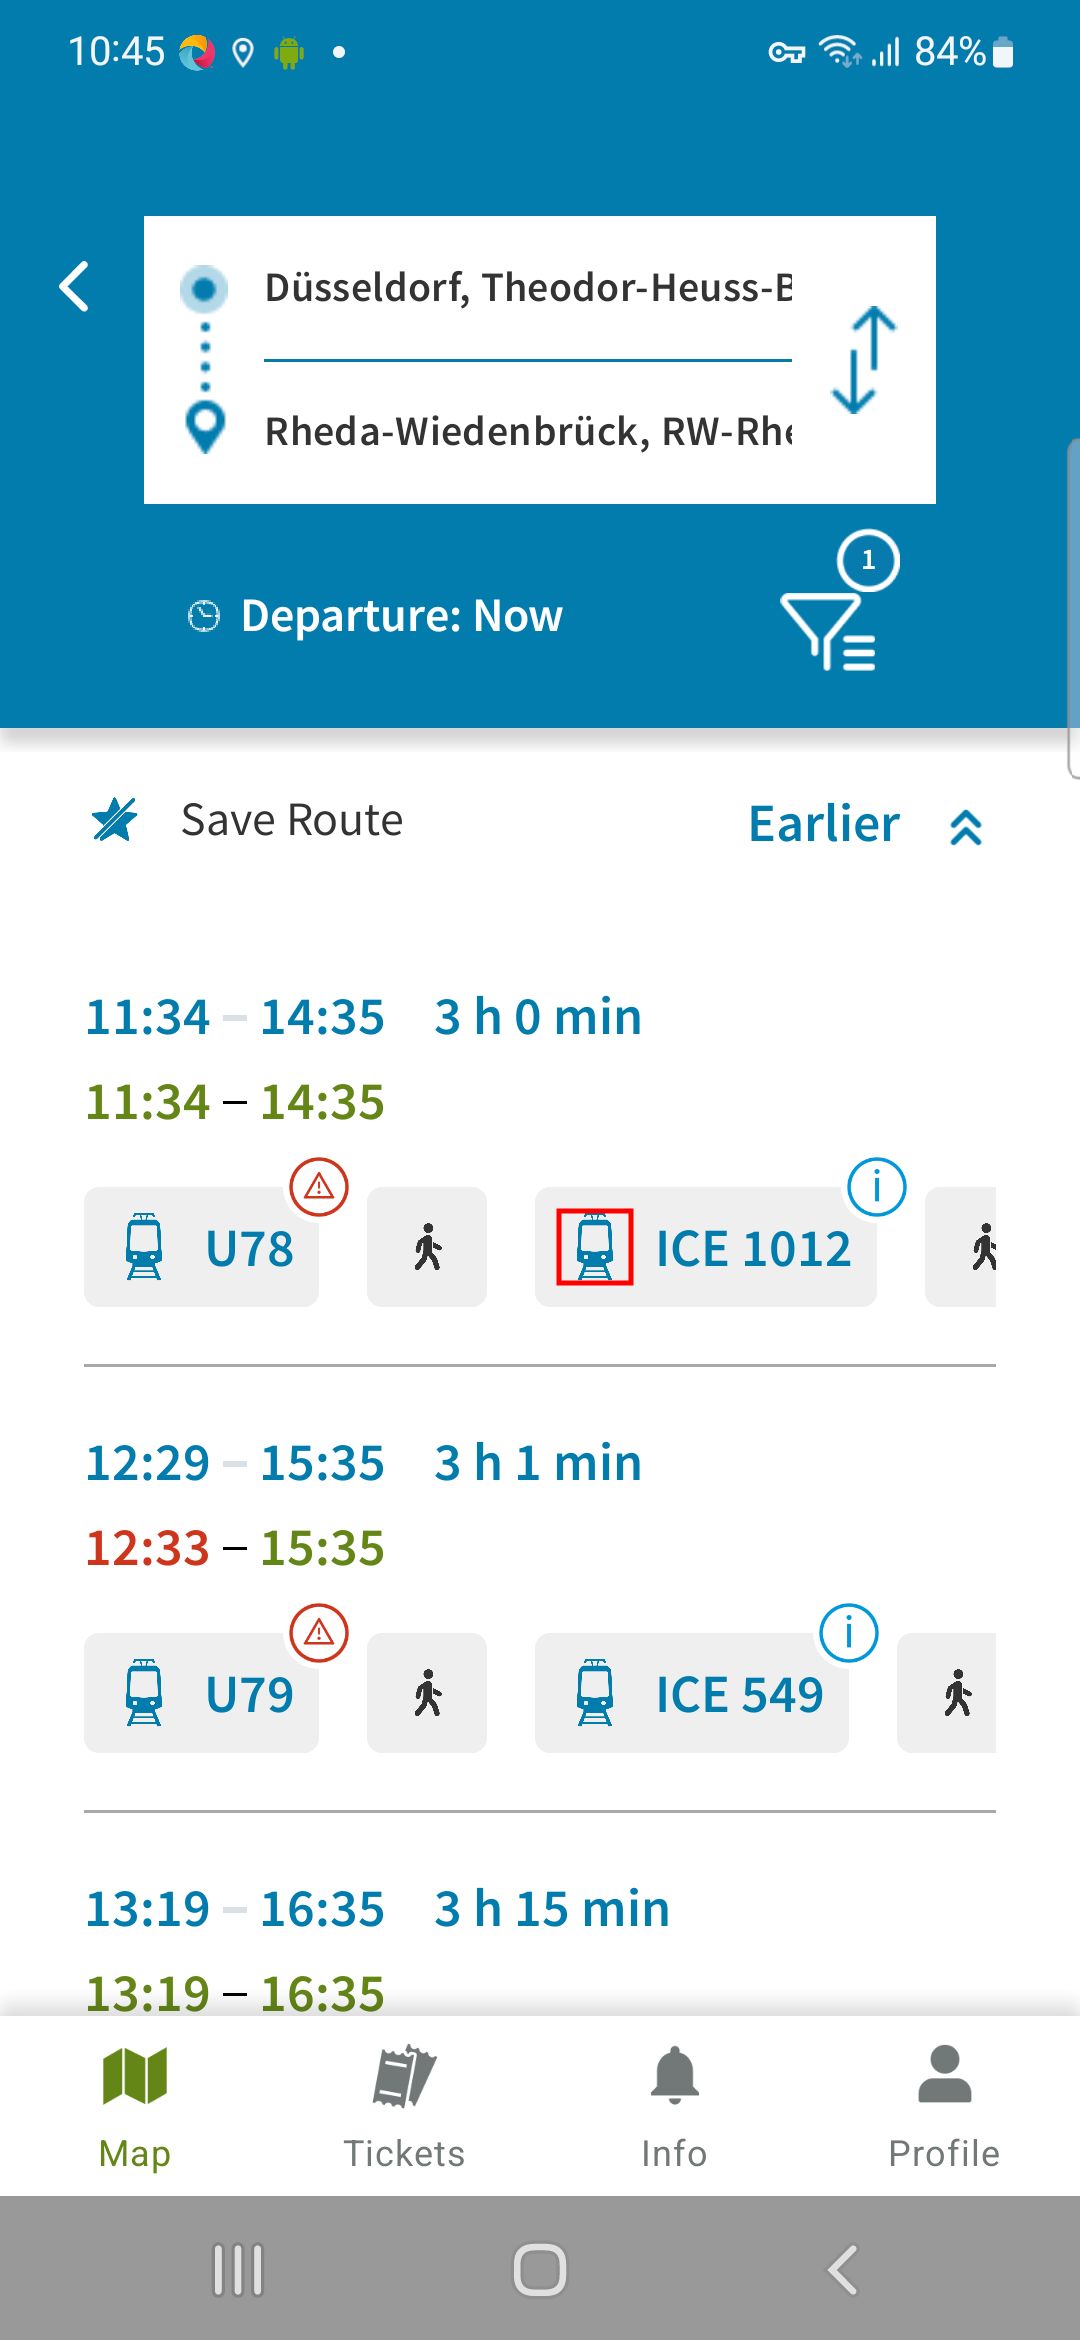 10:45
84%
Düsseldorf, Theodor-Heuss-B
Rheda-Wiedenbrück, RW-Rhe
1
Departure: Now
Save Route
Earlier
11:34 – 14:35 3 h 0 min
11:34 – 14:35
U78
ICE 1012
12:29 – 15:35 3 h 1 min
12:33 – 15:35
U79
ICE 549
13:19 – 16:35 3 h 15 min
13:19 – 16:35
Map
Tickets
Info
Profile